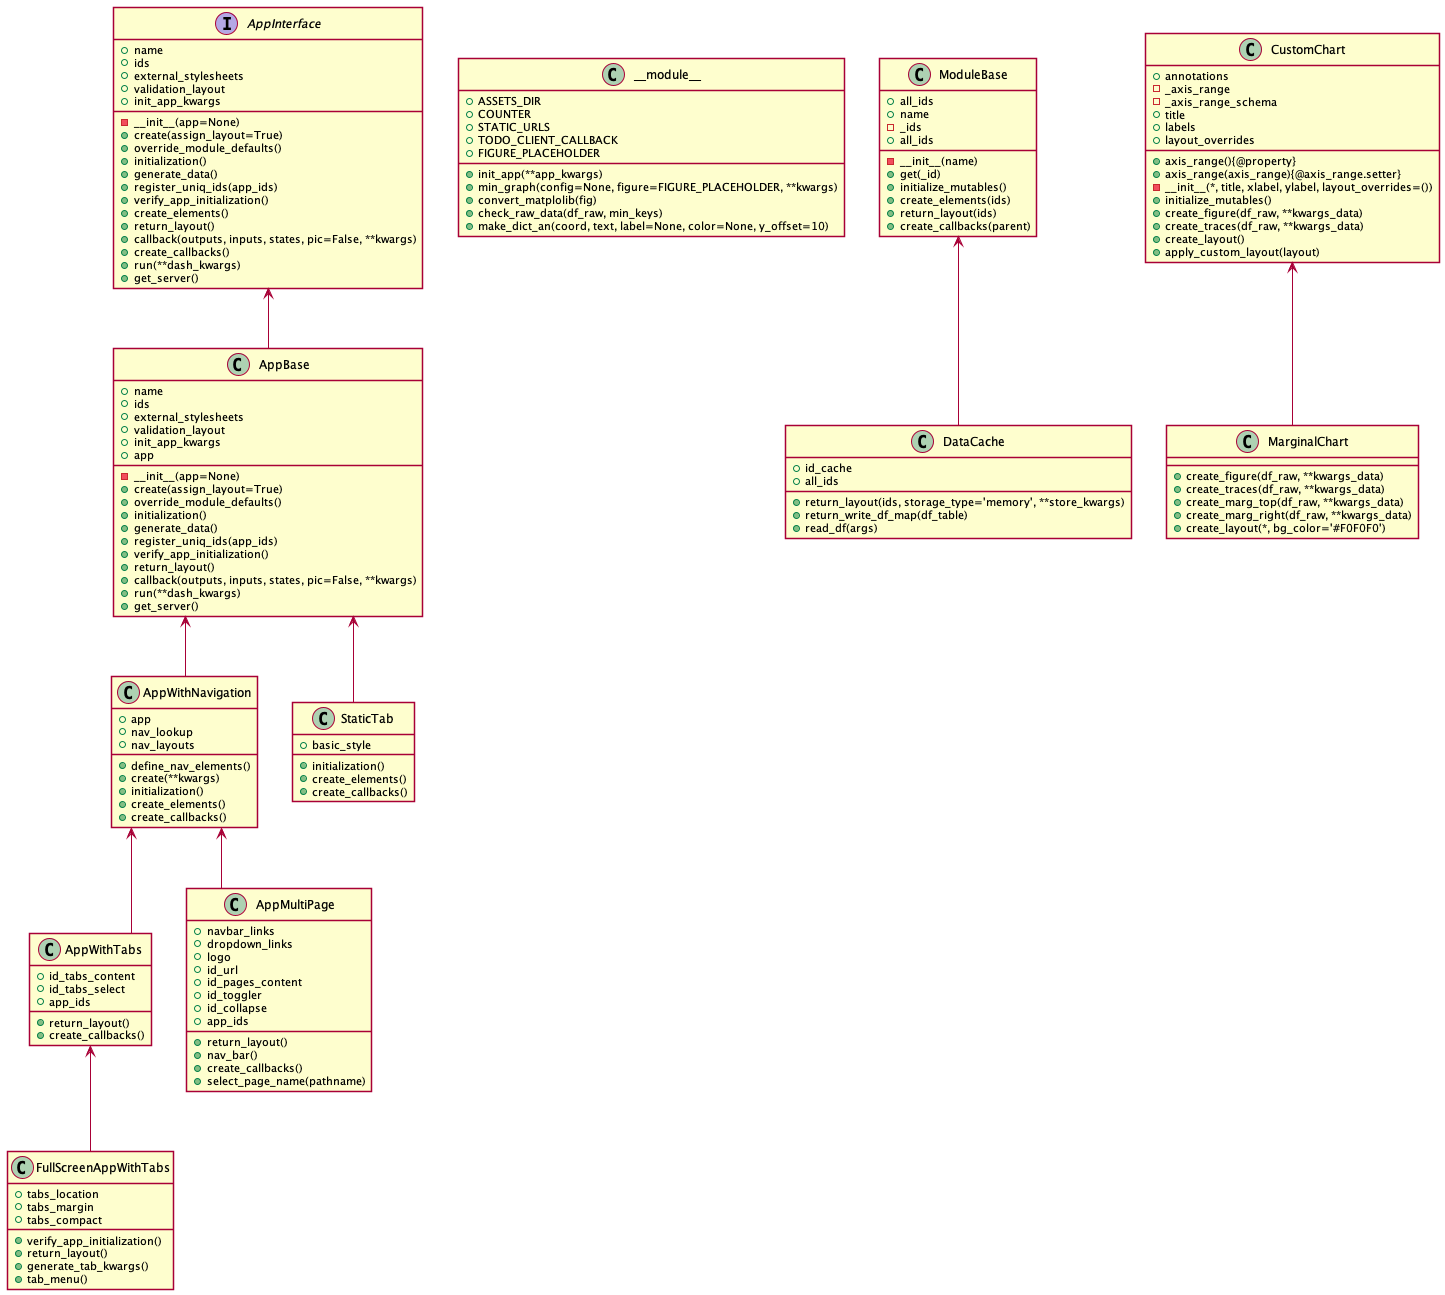 I AppInterface
name
ids
external_stylesheets
validation_layout
init_app_kwargs
__init__(app=None)
create(assign_layout=True)
override_module_defaults()
initialization()
generate_data()
register_uniq_ids(app_ids)
verify_app_initialization()
create_elements()
return_layout()
callback(outputs, inputs, states, pic=False, **kwargs)
create_callbacks()
run(**dash_kwargs)
get_server()
C __module__
ASSETS_DIR
COUNTER
STATIC_URLS
TODO_CLIENT_CALLBACK
FIGURE_PLACEHOLDER
init_app(**app_kwargs)
min_graph(config=None, figure=FIGURE_PLACEHOLDER, **kwargs)
convert_matplolib(fig)
check_raw_data(df_raw, min_keys)
make_dict_an(coord, text, label=None, color=None, y_offset=10)
C ModuleBase
all_ids
name
_ids
all_ids
__init__(name)
get(_id)
initialize_mutables()
create_elements(ids)
return_layout(ids)
create_callbacks(parent)
C CustomChart
annotations
_axis_range
_axis_range_schema
title
labels
layout_overrides
axis_range(){@property}
axis_range(axis_range){@axis_range.setter}
__init__(*, title, xlabel, ylabel, layout_overrides=())
initialize_mutables()
create_figure(df_raw, **kwargs_data)
create_traces(df_raw, **kwargs_data)
create_layout()
apply_custom_layout(layout)
C AppBase
name
ids
external_stylesheets
validation_layout
init_app_kwargs
app
__init__(app=None)
create(assign_layout=True)
override_module_defaults()
initialization()
generate_data()
register_uniq_ids(app_ids)
verify_app_initialization()
return_layout()
callback(outputs, inputs, states, pic=False, **kwargs)
run(**dash_kwargs)
get_server()
C DataCache
id_cache
all_ids
return_layout(ids, storage_type='memory', **store_kwargs)
return_write_df_map(df_table)
read_df(args)
C MarginalChart
create_figure(df_raw, **kwargs_data)
create_traces(df_raw, **kwargs_data)
create_marg_top(df_raw, **kwargs_data)
create_marg_right(df_raw, **kwargs_data)
create_layout(*, bg_color='#F0F0F0')
C AppWithNavigation
app
nav_lookup
nav_layouts
define_nav_elements()
create(**kwargs)
initialization()
create_elements()
create_callbacks()
C StaticTab
basic_style
initialization()
create_elements()
create_callbacks()
C AppWithTabs
id_tabs_content
id_tabs_select
app_ids
return_layout()
create_callbacks()
C AppMultiPage
navbar_links
dropdown_links
logo
id_url
id_pages_content
id_toggler
id_collapse
app_ids
return_layout()
nav_bar()
create_callbacks()
select_page_name(pathname)
C FullScreenAppWithTabs
tabs_location
tabs_margin
tabs_compact
verify_app_initialization()
return_layout()
generate_tab_kwargs()
tab_menu()